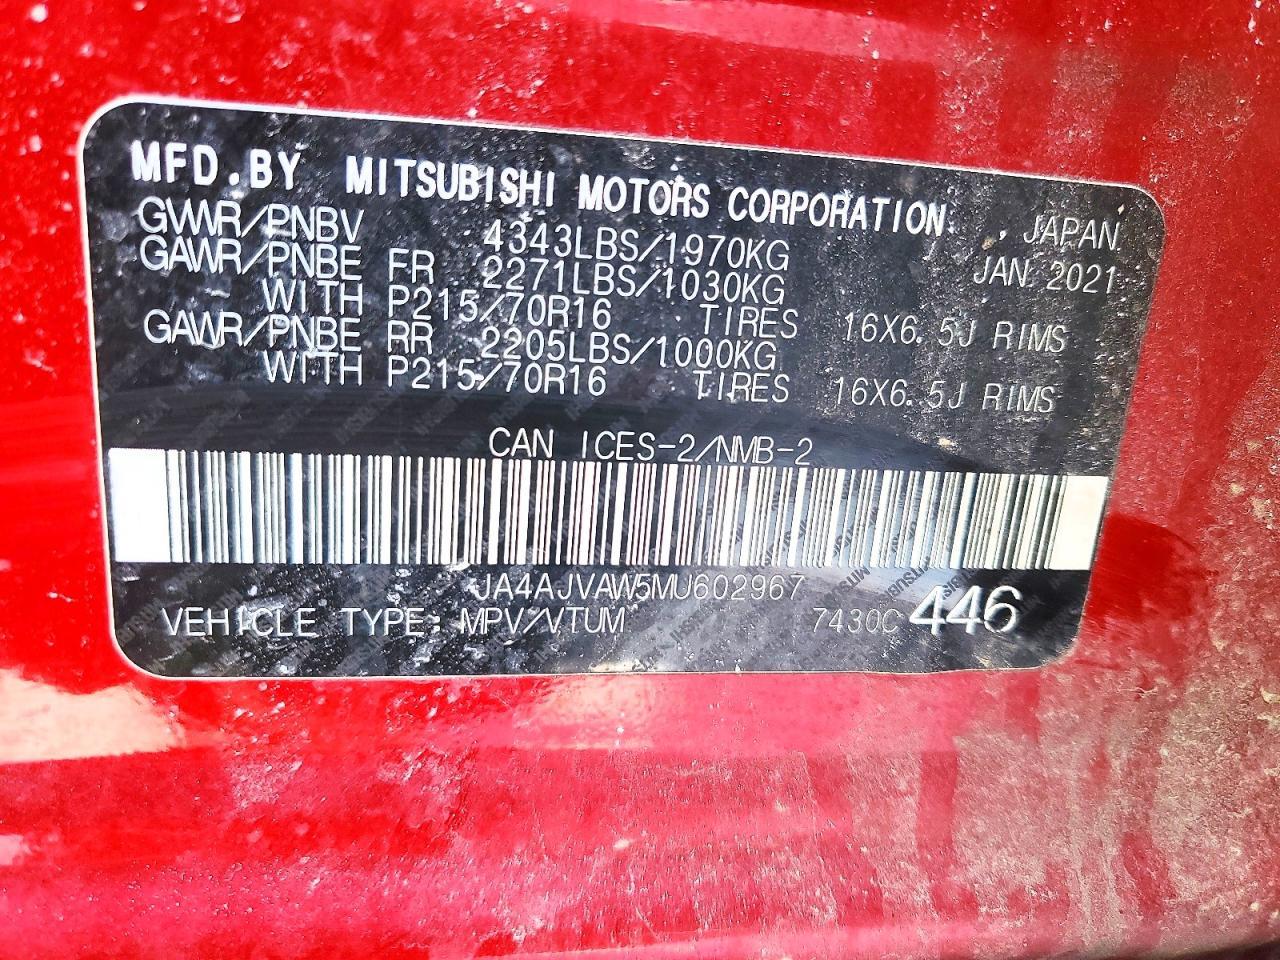 MFD.BY MITSUBISHI MOTORS CORPORATION. JAPAN
GVWR/PNBV 4343LBS/1970KG JAN. 2021
GAWR/PNBE FR 2271LBS/1030KG
WITH P215/70R16 TIRES 16X6.5J RIMS
GAWR/PNBE RR 2205LBS/1000KG
WITH P215/70R16 TIRES 16X6.5J RIMS
CAN ICES-2/NMB-2
JA4AJVAW5MU602967
VEHICLE TYPE: MPV/VTUM 7430C 446